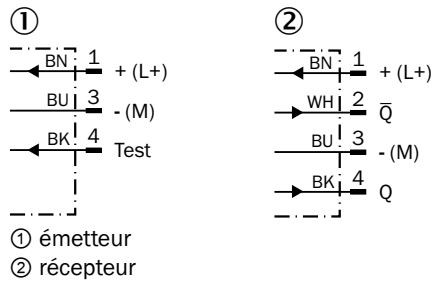 ①
BN 1 + (L+)
BU 3 - (M)
BK 4 Test
②
BN 1 + (L+)
WH 2 Q̅
BU 3 - (M)
BK 4 Q
① émetteur
② récepteur